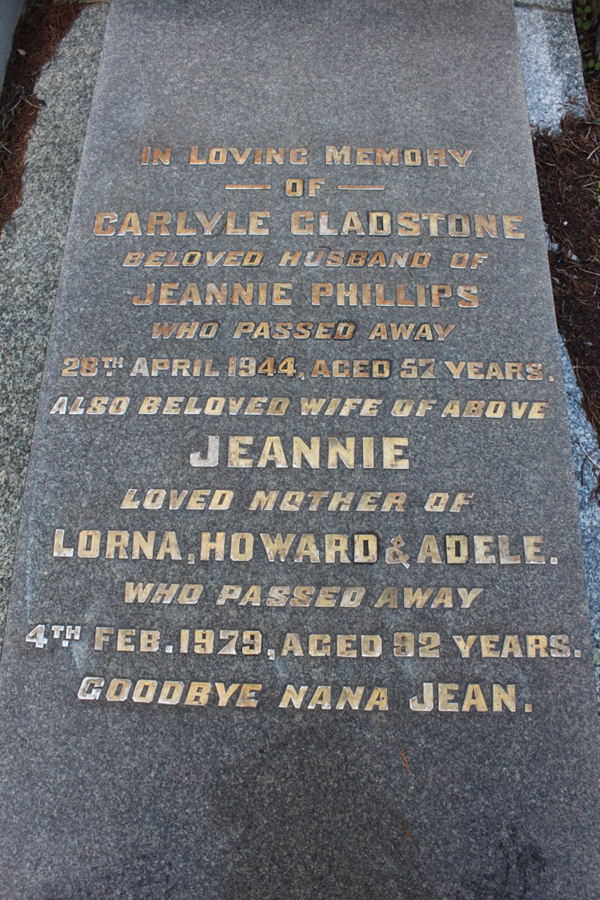 IN LOVING MEMORY
— OF —
CARLYLE GLADSTONE
BELOVED HUSBAND OF
JEANNIE PHILLIPS
WHO PASSED AWAY
28TH APRIL 1944, AGED 57 YEARS.
ALSO BELOVED WIFE OF ABOVE
JEANNIE
LOVED MOTHER OF
LORNA, HOWARD & ADELE.
WHO PASSED AWAY
4TH FEB. 1979, AGED 92 YEARS.
GOODBYE NANA JEAN.